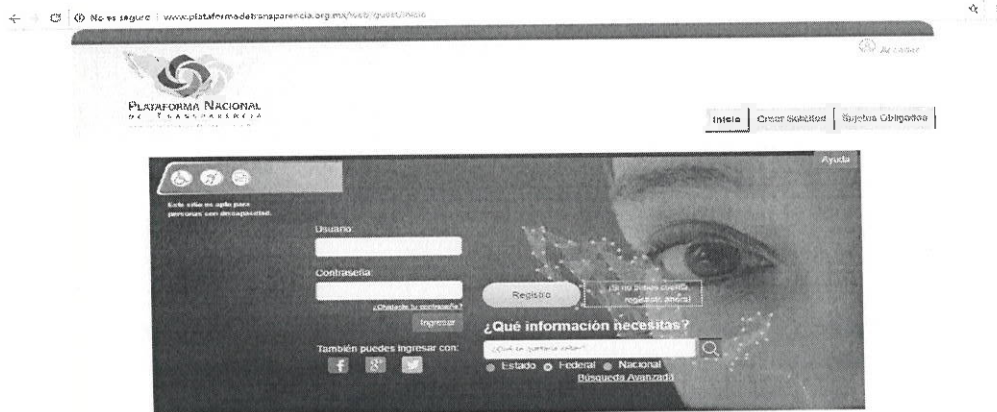 No es seguro | www.plataformadetransparencia.org.mx/web/guest/inicio
Acceder
PLATAFORMA NACIONAL
DE TRANSPARENCIA
Inicio
Crear Solicitud
Sujetos Obligados
Ayuda
Este sitio es apto para
personas con discapacidad.
Usuario:
Contraseña:
¿Olvidaste tu contraseña?
Ingresar
Registro
¡Si no tienes cuenta,
regístrate ahora!
¿Qué información necesitas?
También puedes ingresar con:
Estado
Federal
Nacional
Búsqueda Avanzada